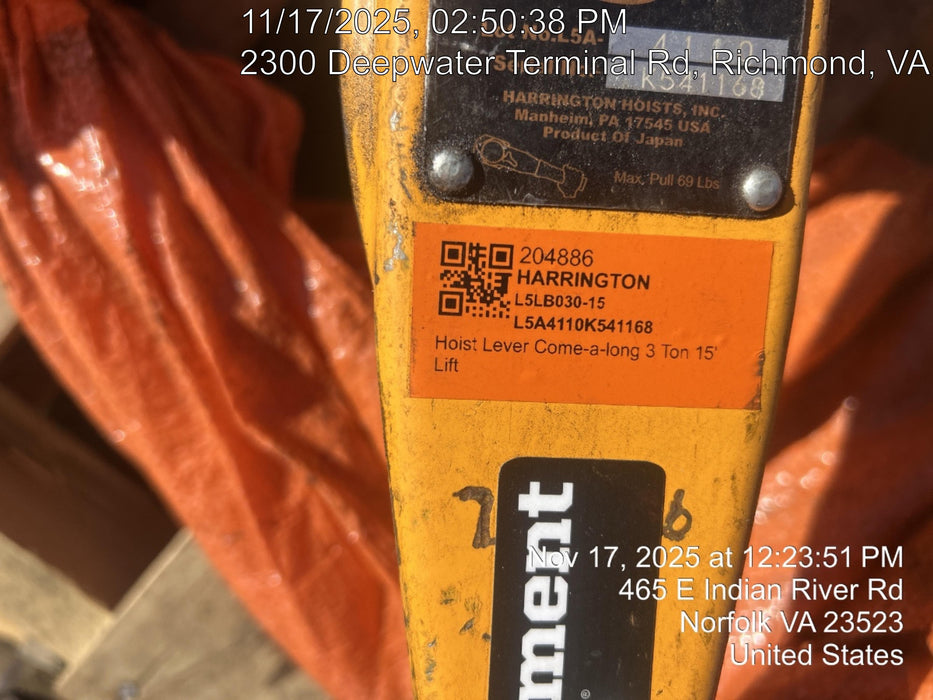 11/17/2025, 02:50:38 PM
2300 Deepwater Terminal Rd, Richmond, VA
L5A-
K541168
HARRINGTON HOISTS, INC.
Manheim, PA 17545 USA
Product Of Japan
Max. Pull 69 Lbs
204886
HARRINGTON
L5LB030-15
L5A4110K541168
Hoist Lever Come-a-long 3 Ton 15'
Lift
ment
®
Nov 17, 2025 at 12:23:51 PM
465 E Indian River Rd
Norfolk VA 23523
United States